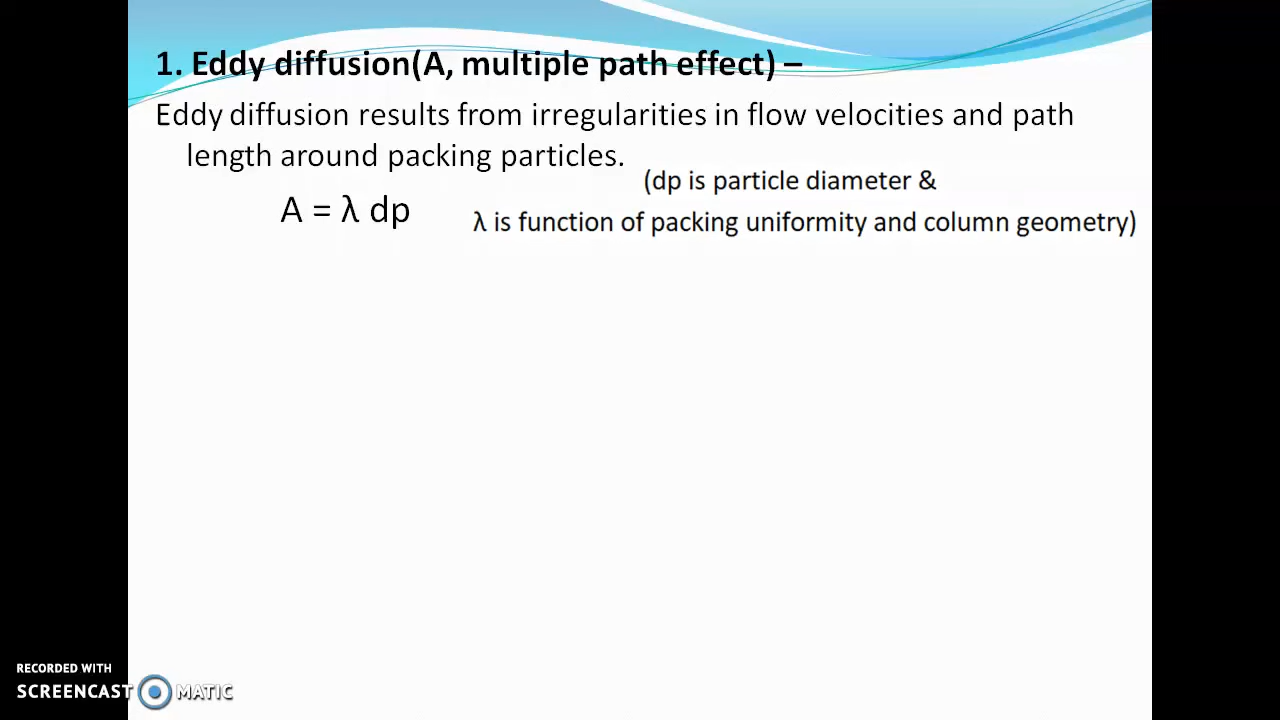 1. Eddy diffusion(A, multiple path effect) –
Eddy diffusion results from irregularities in flow velocities and path
length around packing particles.
(dp is particle diameter &
A = λ dp
λ is function of packing uniformity and column geometry)
RECORDED WITH
SCREENCAST MATIC